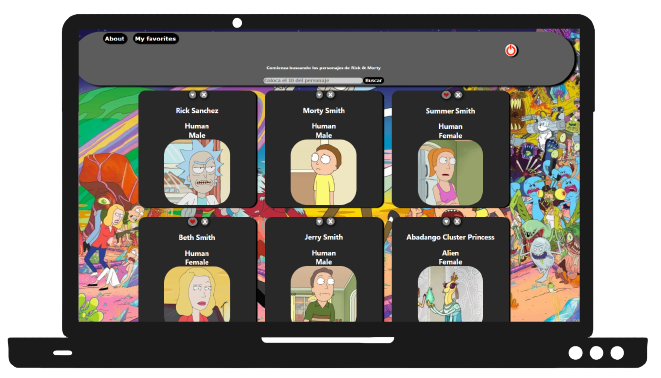 About
My favorites
Comienza buscando los personajes de Rick & Morty
Coloca el ID del personaje
Buscar
Rick Sanchez
Human
Male
Morty Smith
Human
Male
Summer Smith
Human
Female
Beth Smith
Human
Female
Jerry Smith
Human
Male
Abadango Cluster Princess
Alien
Female